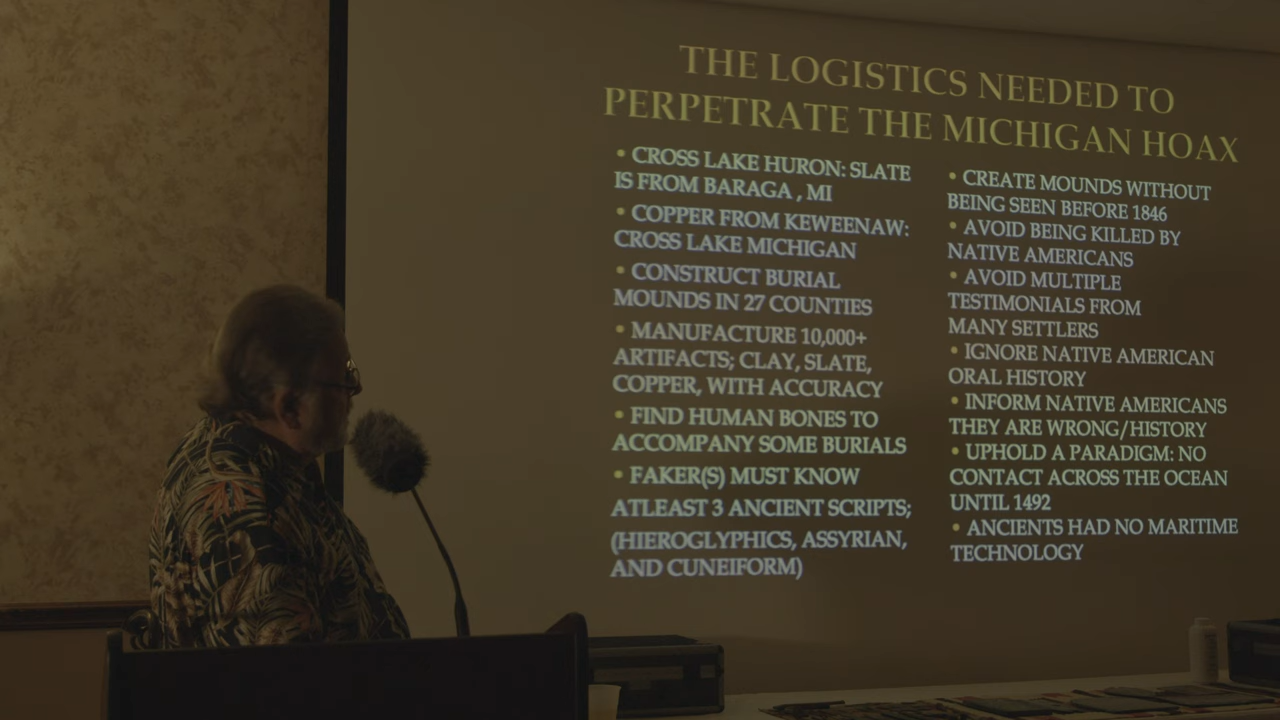 THE LOGISTICS NEEDED TO
PERPETRATE THE MICHIGAN HOAX
• CROSS LAKE HURON: SLATE
IS FROM BARAGA , MI
• COPPER FROM KEWEENAW:
CROSS LAKE MICHIGAN
• CONSTRUCT BURIAL
MOUNDS IN 27 COUNTIES
• MANUFACTURE 10,000+
ARTIFACTS; CLAY, SLATE,
COPPER, WITH ACCURACY
• FIND HUMAN BONES TO
ACCOMPANY SOME BURIALS
• FAKER(S) MUST KNOW
ATLEAST 3 ANCIENT SCRIPTS;
(HIEROGLYPHICS, ASSYRIAN,
AND CUNEIFORM)
• CREATE MOUNDS WITHOUT
BEING SEEN BEFORE 1846
• AVOID BEING KILLED BY
NATIVE AMERICANS
• AVOID MULTIPLE
TESTIMONIALS FROM
MANY SETTLERS
• IGNORE NATIVE AMERICAN
ORAL HISTORY
• INFORM NATIVE AMERICANS
THEY ARE WRONG/HISTORY
• UPHOLD A PARADIGM: NO
CONTACT ACROSS THE OCEAN
UNTIL 1492
• ANCIENTS HAD NO MARITIME
TECHNOLOGY